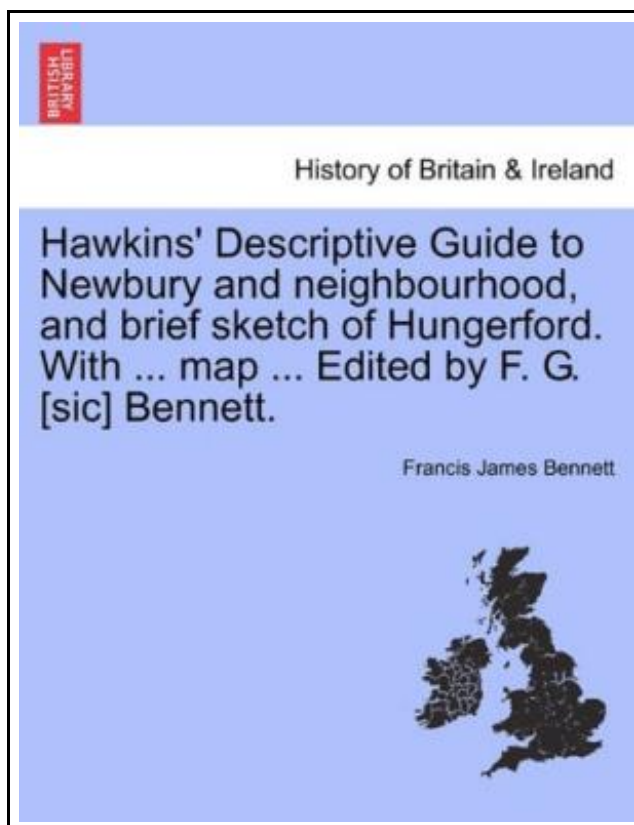 BRITISH
LIBRARY
History of Britain & Ireland
Hawkins' Descriptive Guide to
Newbury and neighbourhood,
and brief sketch of Hungerford.
With ... map ... Edited by F. G.
[sic] Bennett.
Francis James Bennett